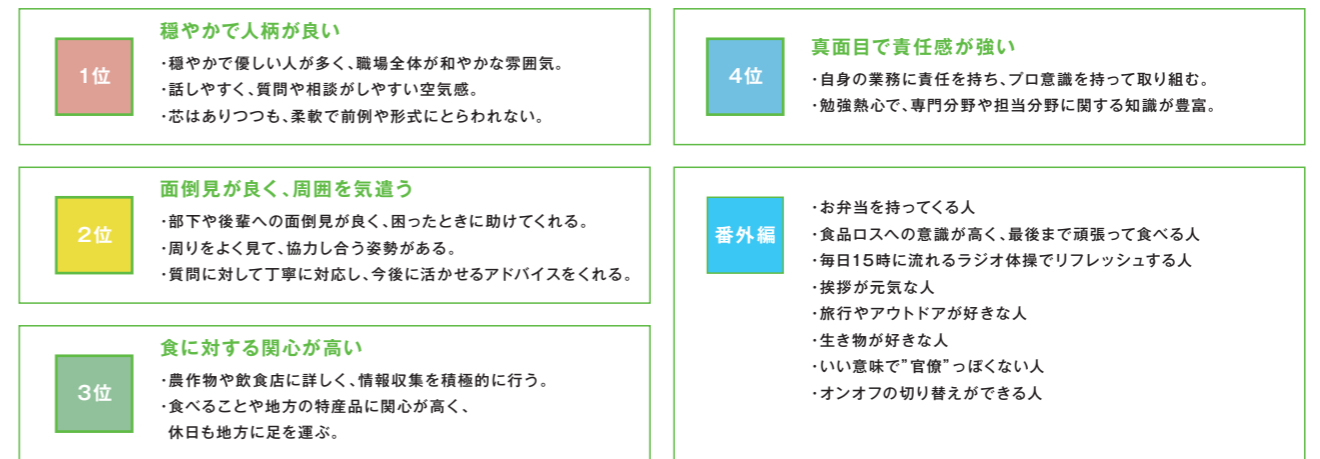 1位
穏やかで人柄が良い
・穏やかで優しい人が多く、職場全体が和やかな雰囲気。
・話しやすく、質問や相談がしやすい空気感。
・芯はありつつも、柔軟で前例や形式にとらわれない。
2位
面倒見が良く、周囲を気遣う
・部下や後輩への面倒見が良く、困ったときに助けてくれる。
・周りをよく見て、協力し合う姿勢がある。
・質問に対して丁寧に対応し、今後に活かせるアドバイスをくれる。
3位
食に対する関心が高い
・農作物や飲食店に詳しく、情報収集を積極的に行う。
・食べることや地方の特産品に関心が高く、
休日も地方に足を運ぶ。
4位
真面目で責任感が強い
・自身の業務に責任を持ち、プロ意識を持って取り組む。
・勉強熱心で、専門分野や担当分野に関する知識が豊富。
番外編
・お弁当を持ってくる人
・食品ロスへの意識が高く、最後まで頑張って食べる人
・毎日15時に流れるラジオ体操でリフレッシュする人
・挨拶が元気な人
・旅行やアウトドアが好きな人
・生き物が好きな人
・いい意味で”官僚”っぽくない人
・オンオフの切り替えができる人